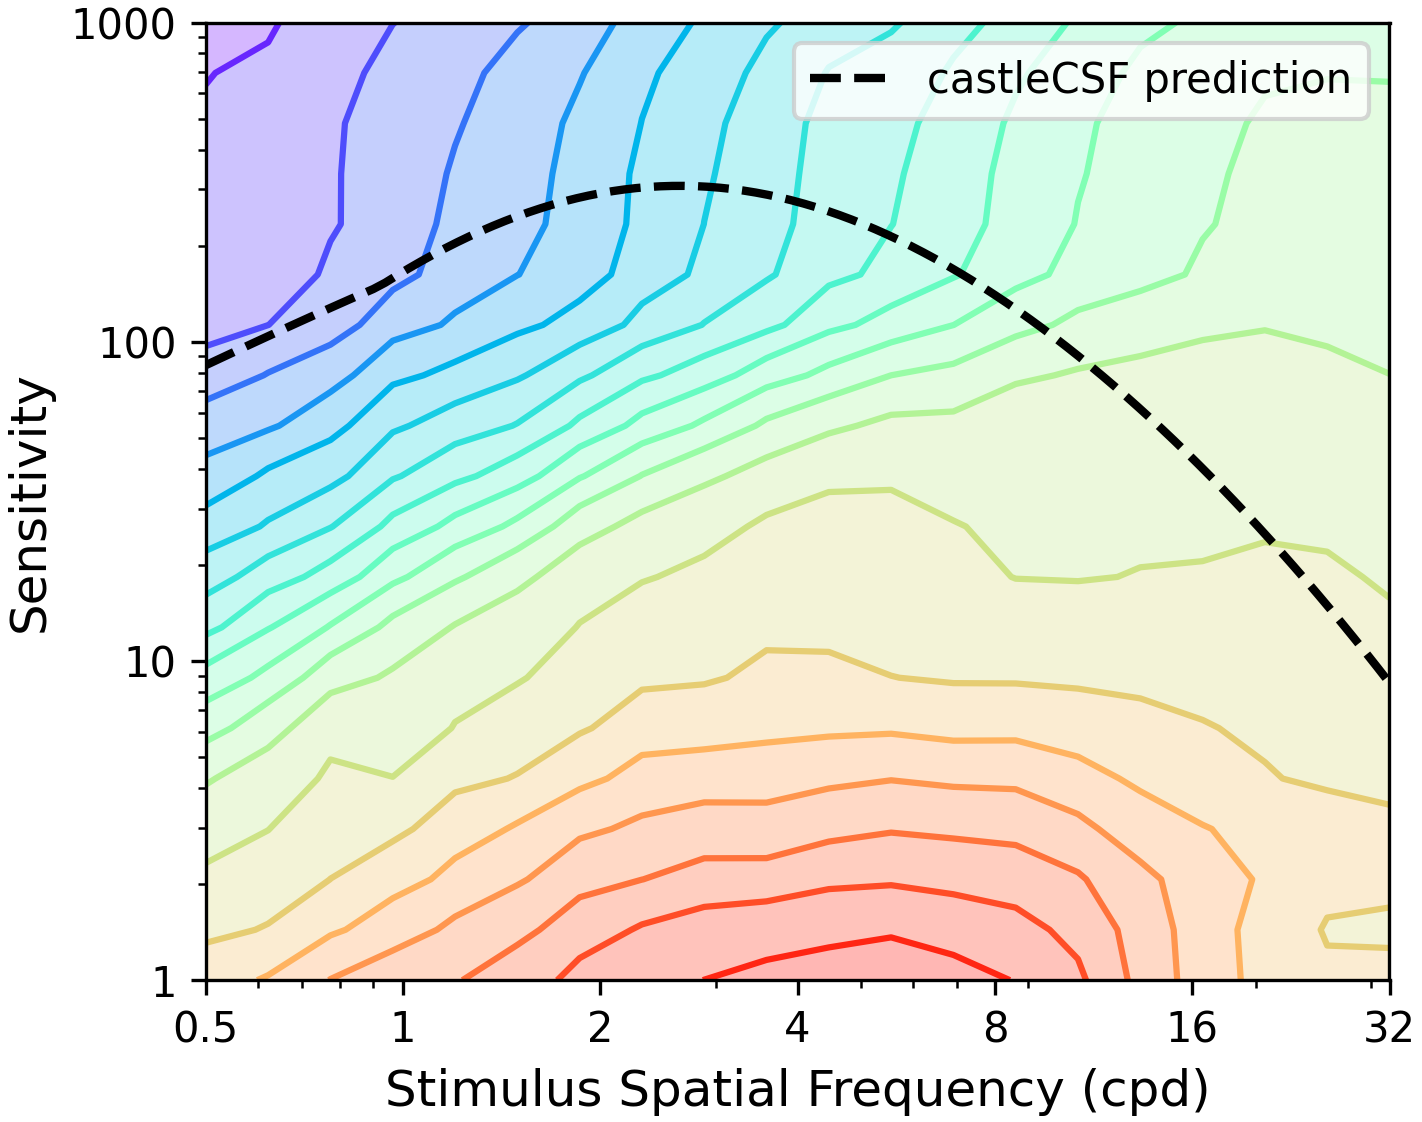 1000
castleCSF prediction
100
Sensitivity
10
1
0.5 1 2 4 8 16 32
Stimulus Spatial Frequency (cpd)